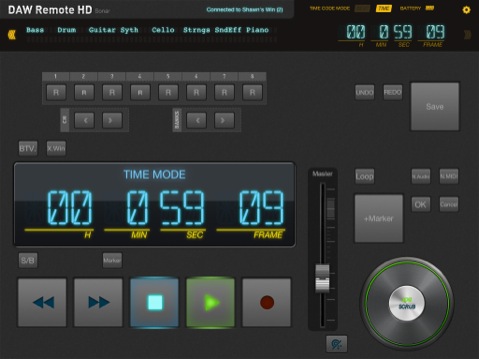 DAW Remote HD Sonar Connected to Shawn's Win (2) TIME CODE MODE TIME BATTERY
Bass Drum Guitar Syth Cello Strngs SndEff Piano
00 0 59 09
H MIN SEC FRAME
1 2 3 4 5 6 7 8
R R R R R R R R
UNDO REDO Save
CH < > BANKS < >
BTV. X Win
TIME MODE
Master
Loop N.Audio N.MIDI
00 0 59 09
H MIN SEC FRAME
+Marker OK Cancel
S/B Marker
SCRUB